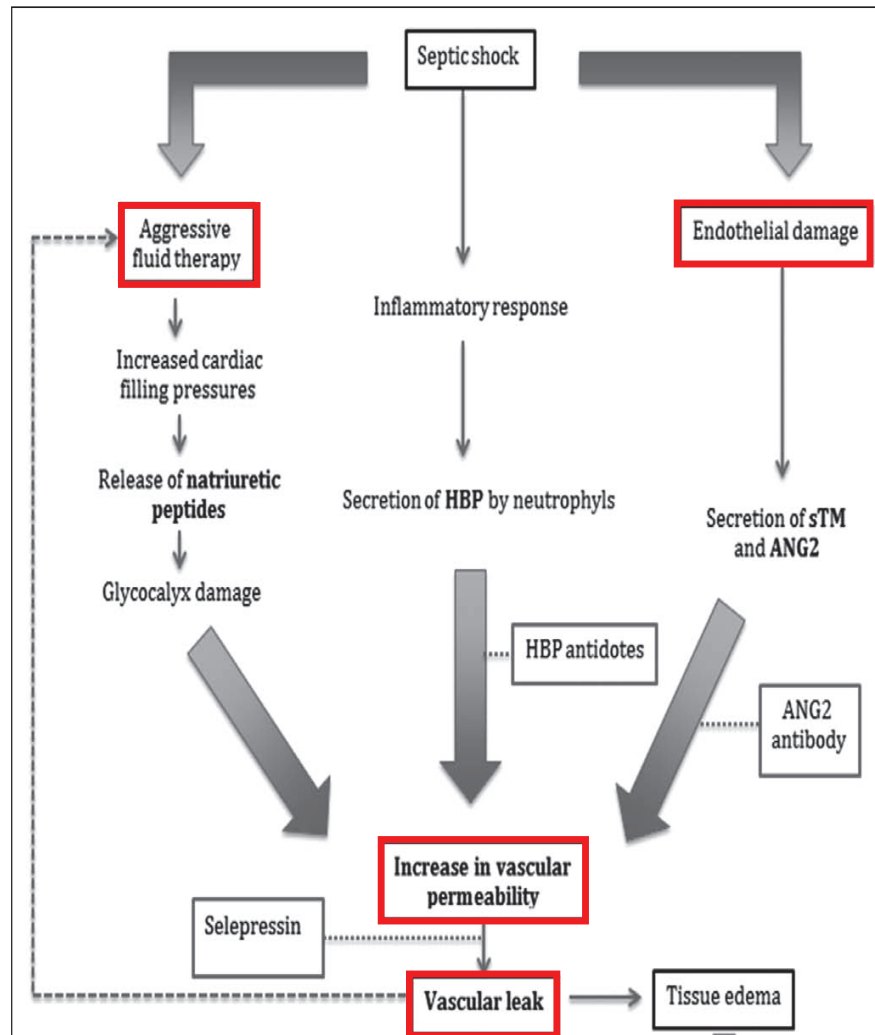 Septic shock
Aggressive
fluid therapy
Endothelial damage
Inflammatory response
Increased cardiac
filling pressures
Release of natriuretic
peptides
Secretion of HBP by neutrophyls
Secretion of sTM
and ANG2
Glycocalyx damage
HBP antidotes
ANG2
antibody
Increase in vascular
permeability
Selepressin
Vascular leak
Tissue edema